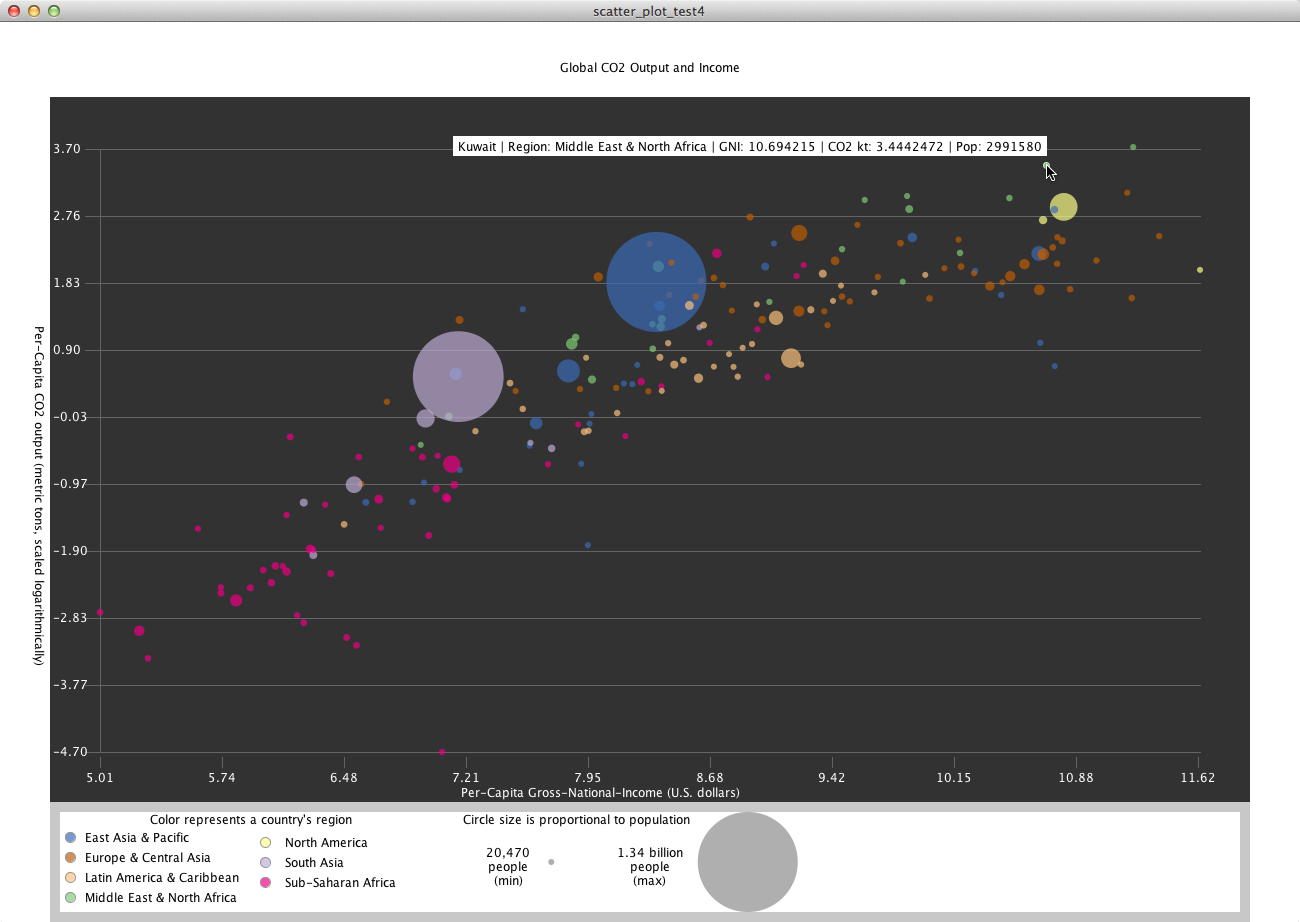 scatter_plot_test4
Global CO2 Output and Income
Kuwait | Region: Middle East & North Africa | GNI: 10.694215 | CO2 kt: 3.4442472 | Pop: 2991580
3.70
2.76
1.83
0.90
-0.03
-0.97
-1.90
-2.83
-3.77
-4.70
Per-Capita CO2 output (metric tons, scaled logarithmically)
5.01 5.74 6.48 7.21 7.95 8.68 9.42 10.15 10.88 11.62
Per-Capita Gross-National-Income (U.S. dollars)
Color represents a country's region
East Asia & Pacific
Europe & Central Asia
Latin America & Caribbean
Middle East & North Africa
North America
South Asia
Sub-Saharan Africa
Circle size is proportional to population
20,470
people
(min)
1.34 billion
people
(max)